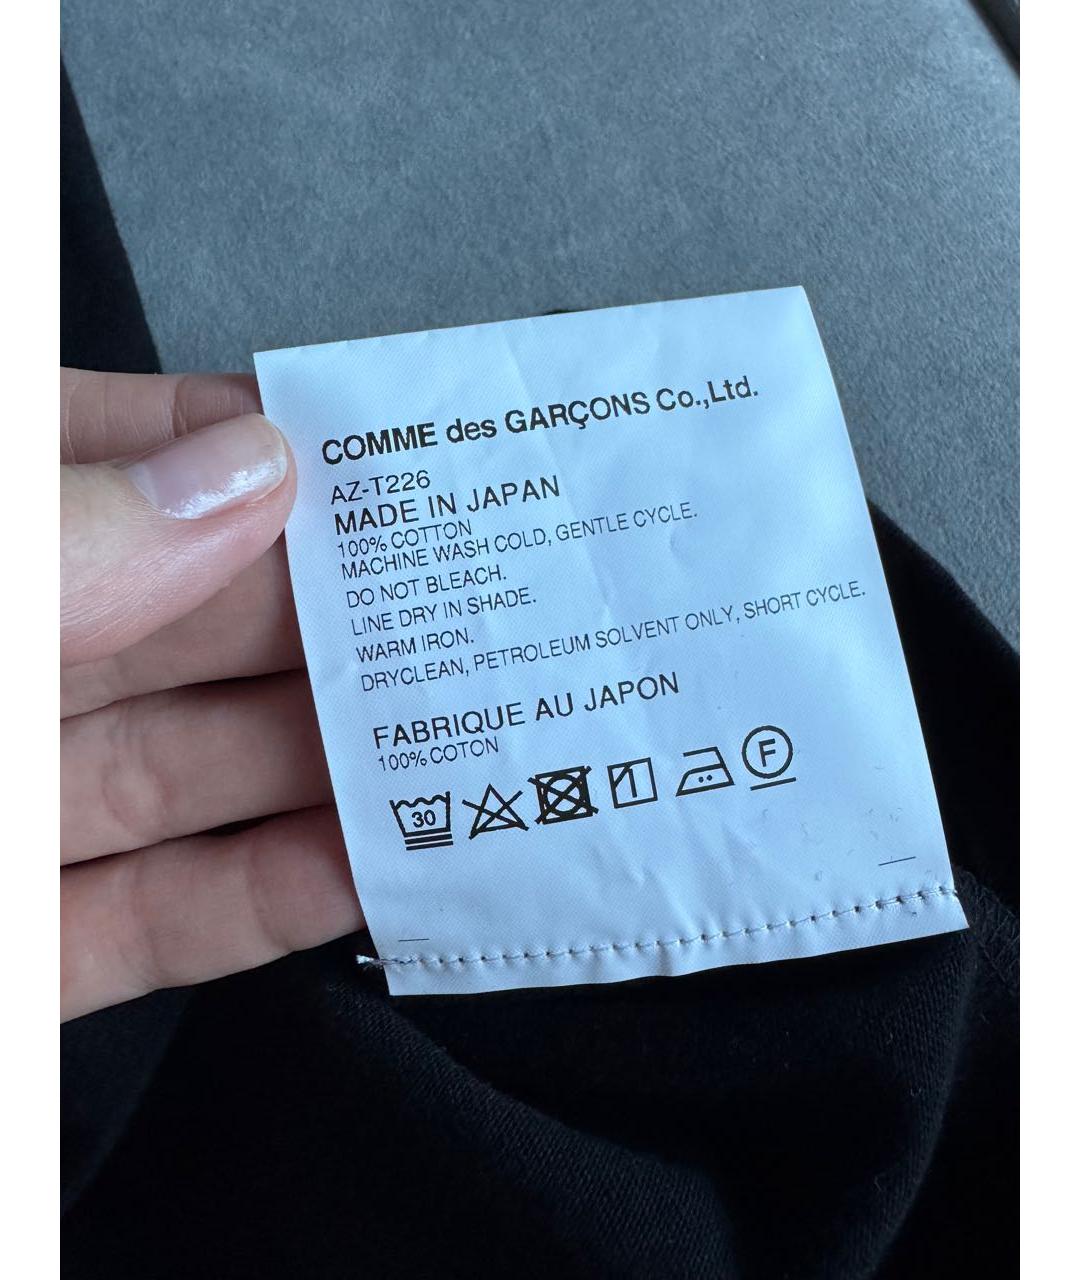 COMME des GARÇONS Co.,Ltd.
AZ-T226
MADE IN JAPAN
100% COTTON
MACHINE WASH COLD, GENTLE CYCLE.
DO NOT BLEACH.
LINE DRY IN SHADE.
WARM IRON.
DRYCLEAN, PETROLEUM SOLVENT ONLY, SHORT CYCLE.
FABRIQUE AU JAPON
100% COTON
30 F